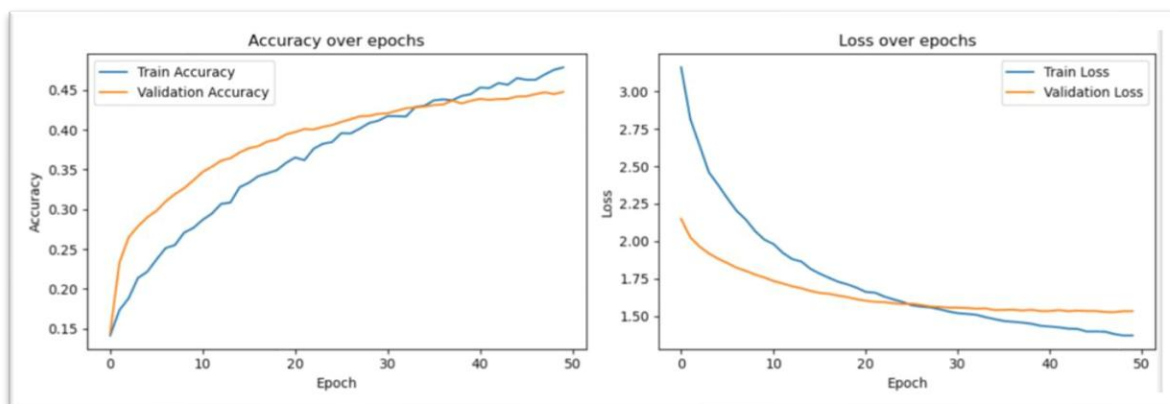 Accuracy over epochs
Train Accuracy
Validation Accuracy
Accuracy
0.45
0.40
0.35
0.30
0.25
0.20
0.15
0 10 20 30 40 50
Epoch
Loss over epochs
Train Loss
Validation Loss
Loss
3.00
2.75
2.50
2.25
2.00
1.75
1.50
0 10 20 30 40 50
Epoch